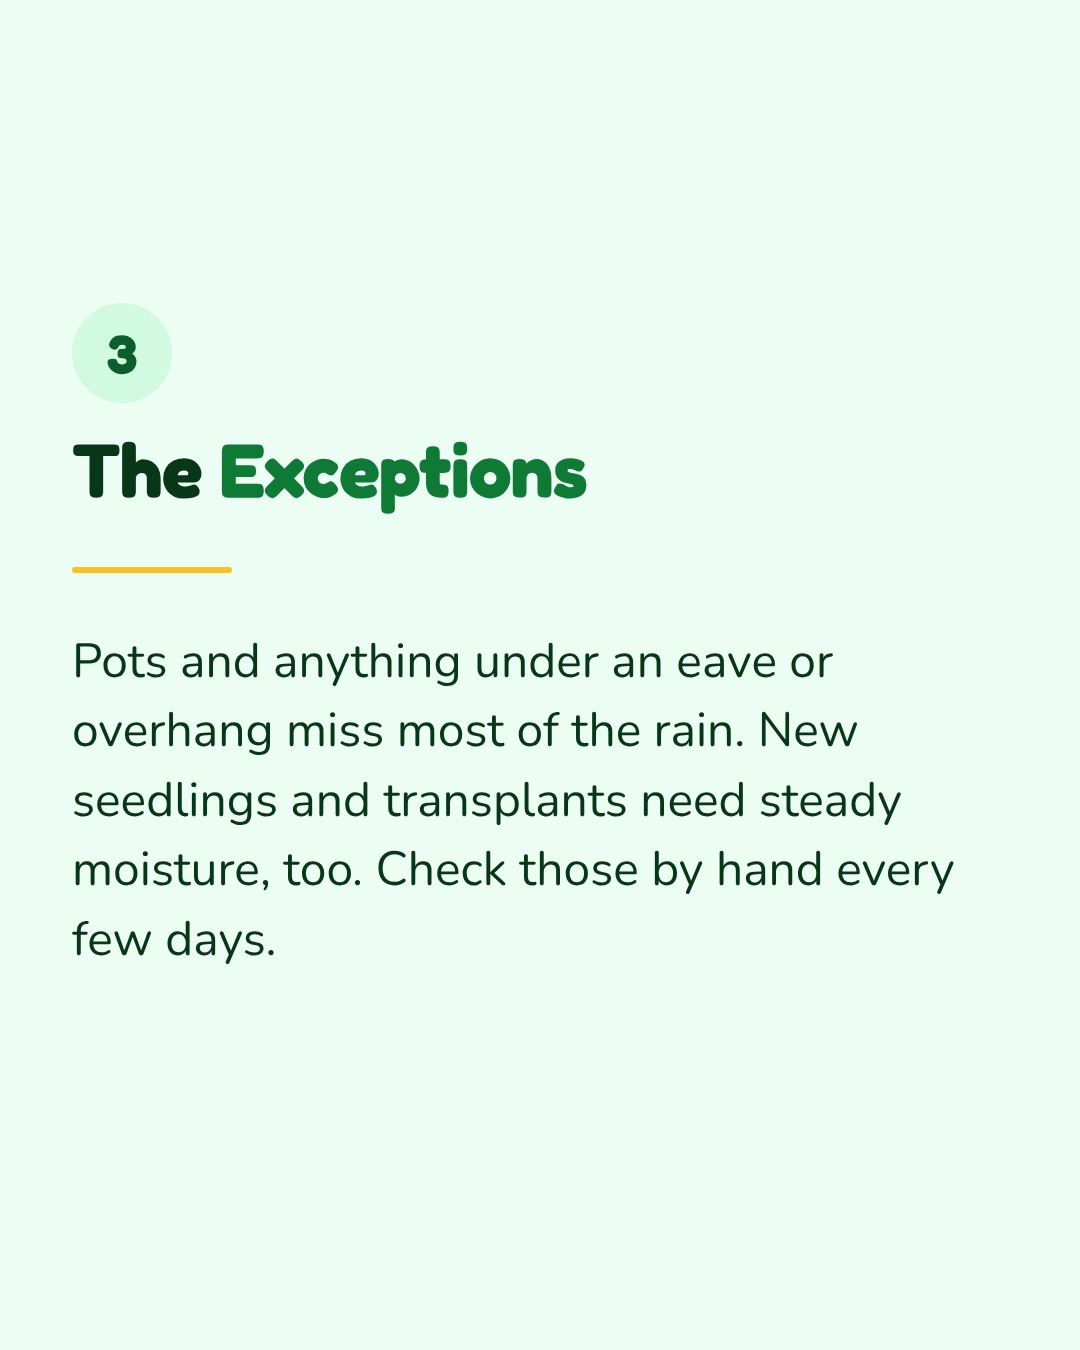 3
The Exceptions
Pots and anything under an eave or
overhang miss most of the rain. New
seedlings and transplants need steady
moisture, too. Check those by hand every
few days.